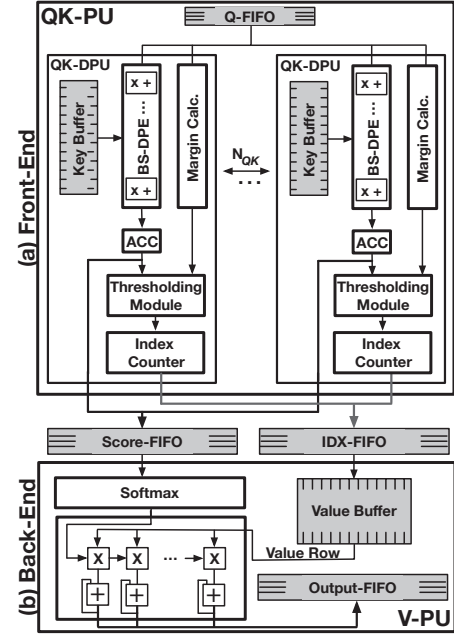 QK-PU
Q-FIFO
(a) Front-End
QK-DPU
Key Buffer
x +
BS-DPE ...
x +
Margin Calc.
ACC
Thresholding
Module
Index
Counter
N_QK
...
QK-DPU
Key Buffer
x +
BS-DPE ...
x +
Margin Calc.
ACC
Thresholding
Module
Index
Counter
Score-FIFO
IDX-FIFO
(b) Back-End
Softmax
Value Buffer
X
X
...
X
Value Row
+
+
+
Output-FIFO
V-PU